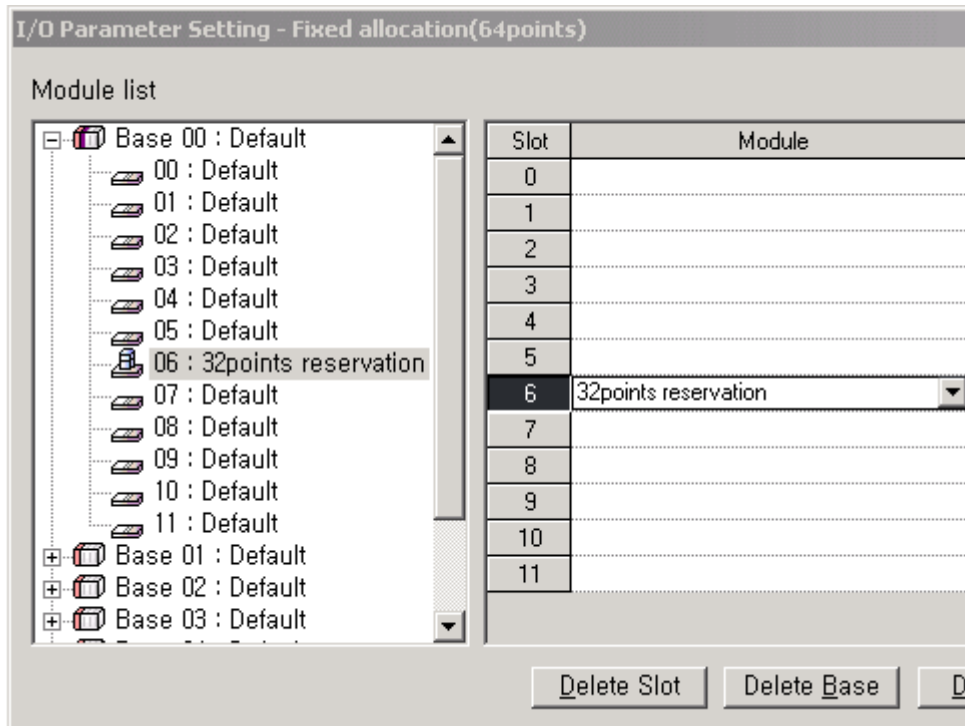 I/O Parameter Setting - Fixed allocation(64points)
Module list
Base 00 : Default
00 : Default
01 : Default
02 : Default
03 : Default
04 : Default
05 : Default
06 : 32points reservation
07 : Default
08 : Default
09 : Default
10 : Default
11 : Default
Base 01 : Default
Base 02 : Default
Base 03 : Default
Slot Module
0
1
2
3
4
5
6 32points reservation
7
8
9
10
11
Delete Slot Delete Base D